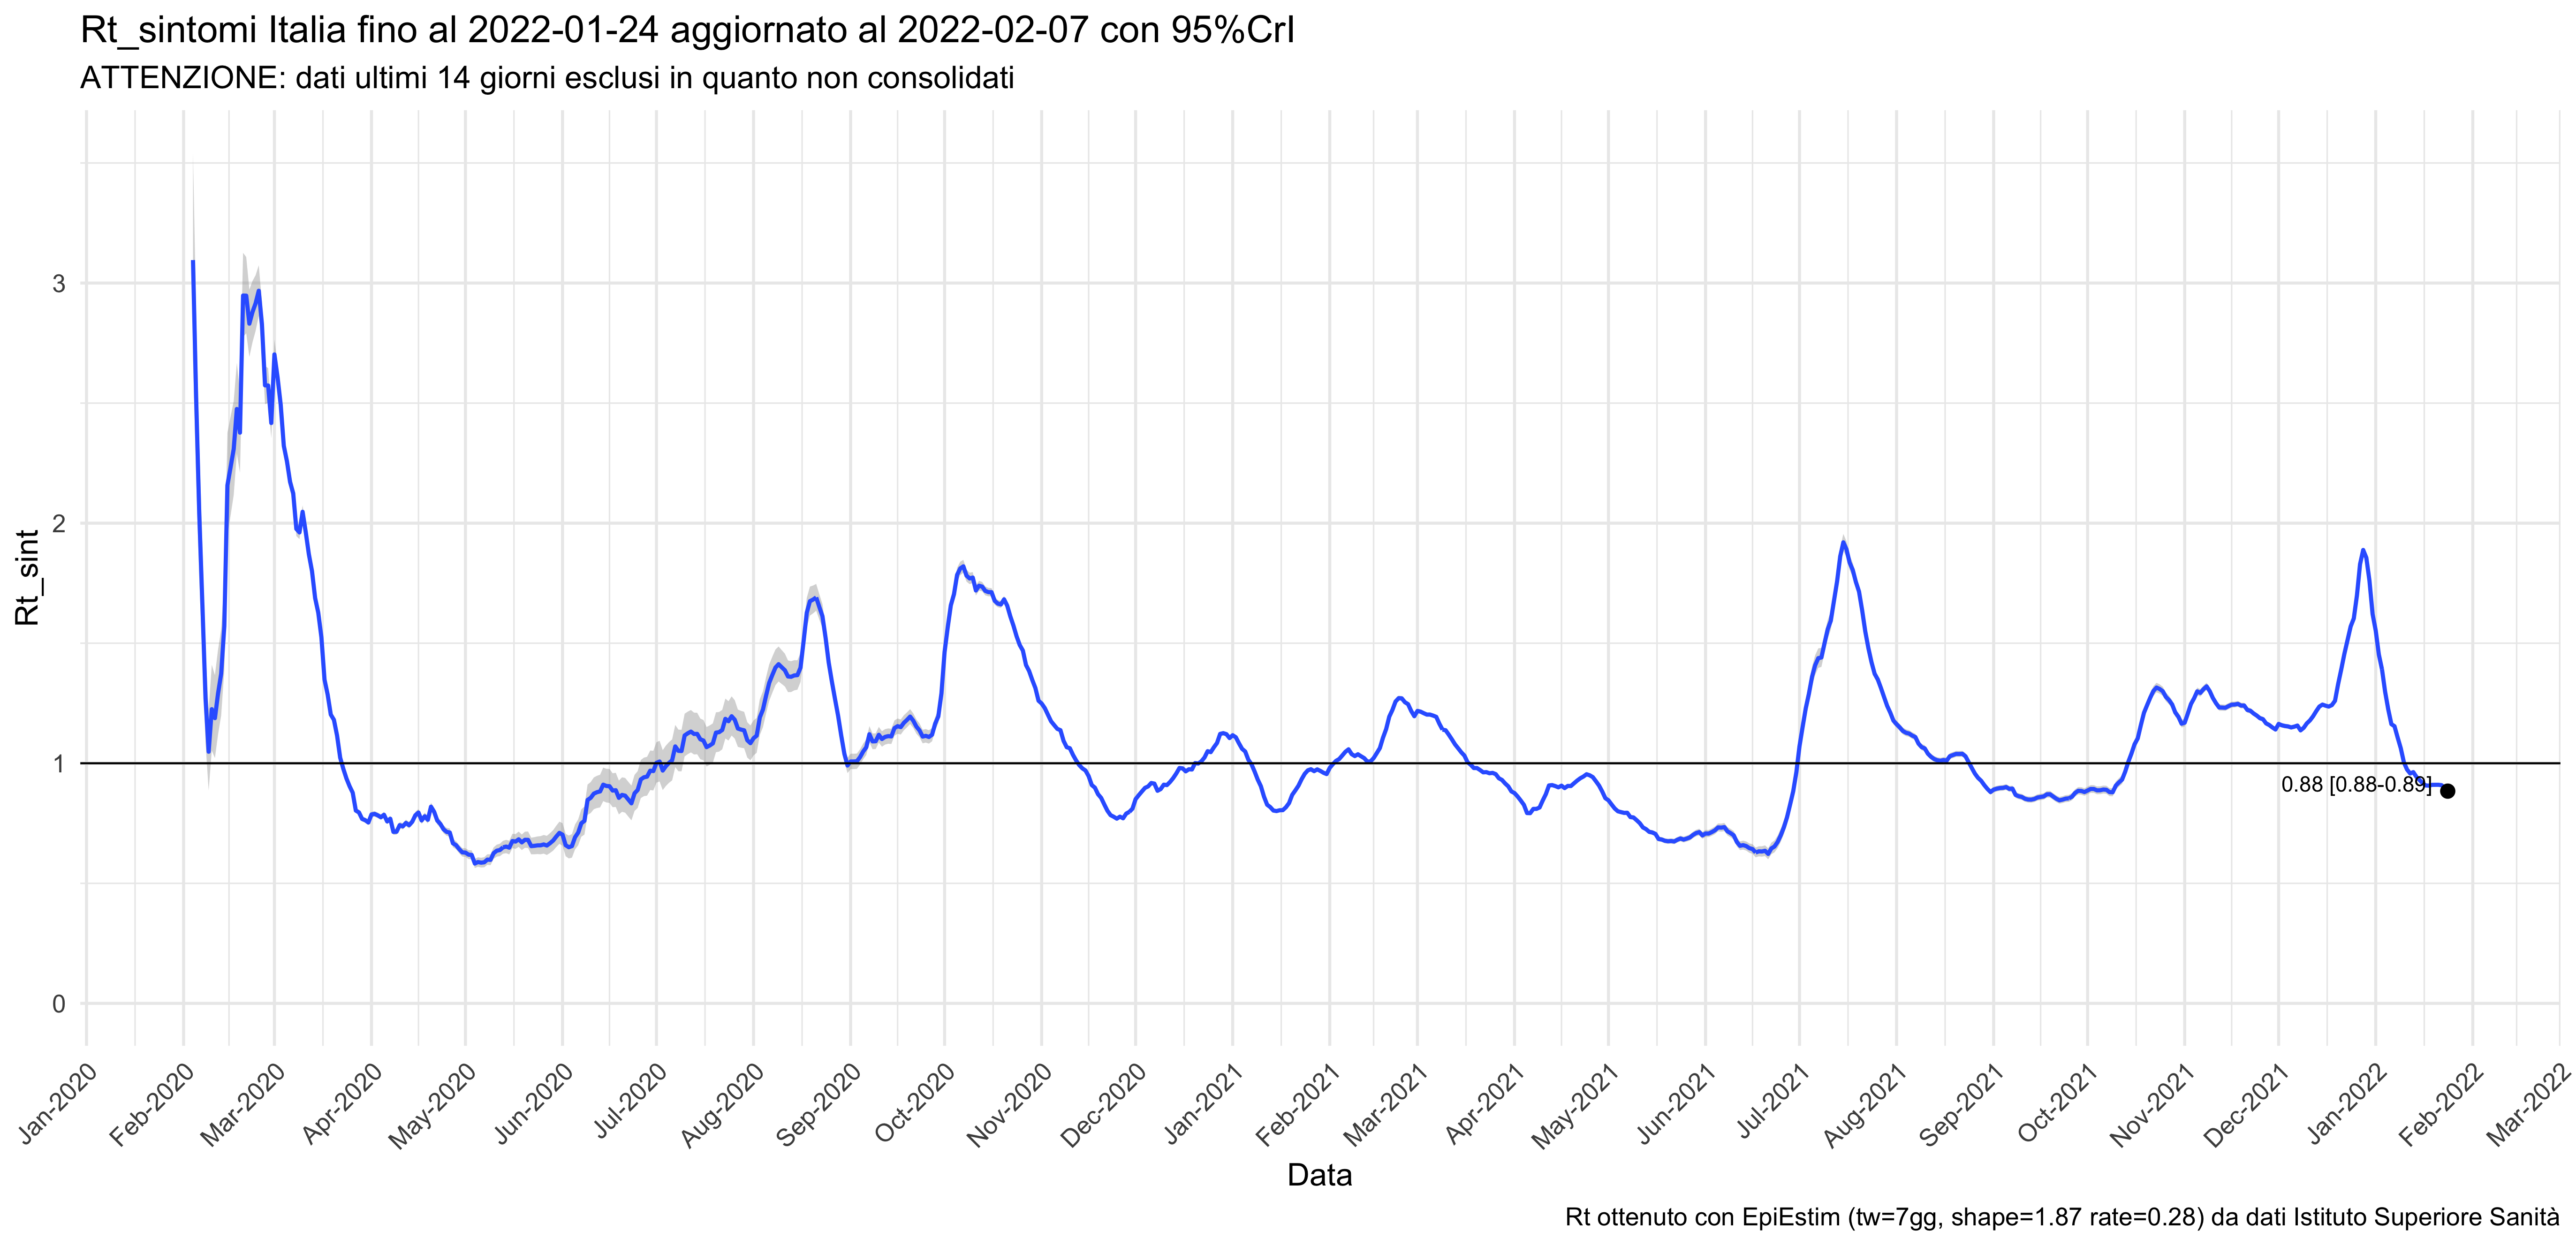 Rt_sintomi Italia fino al 2022-01-24 aggiornato al 2022-02-07 con 95%CrI
ATTENZIONE: dati ultimi 14 giorni esclusi in quanto non consolidati
Rt_sint
3
2
1
0
0.88 [0.88-0.89]
Jan-2020
Feb-2020
Mar-2020
Apr-2020
May-2020
Jun-2020
Jul-2020
Aug-2020
Sep-2020
Oct-2020
Nov-2020
Dec-2020
Jan-2021
Feb-2021
Mar-2021
Apr-2021
May-2021
Jun-2021
Jul-2021
Aug-2021
Sep-2021
Oct-2021
Nov-2021
Dec-2021
Jan-2022
Feb-2022
Mar-2022
Data
Rt ottenuto con EpiEstim (tw=7gg, shape=1.87 rate=0.28) da dati Istituto Superiore Sanità